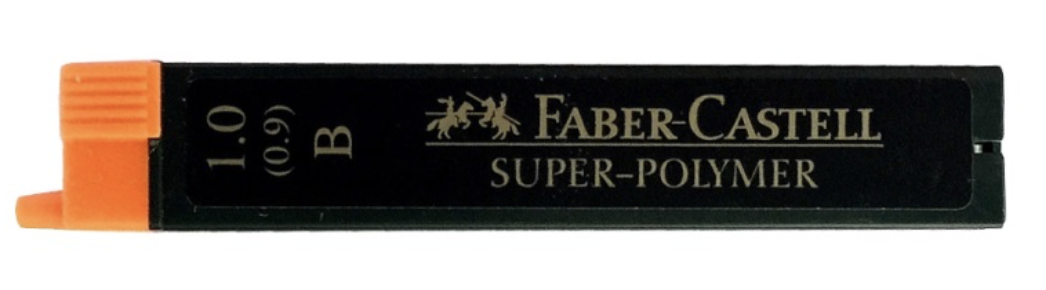 1.0
(0.9)
B
FABER-CASTELL
SUPER-POLYMER